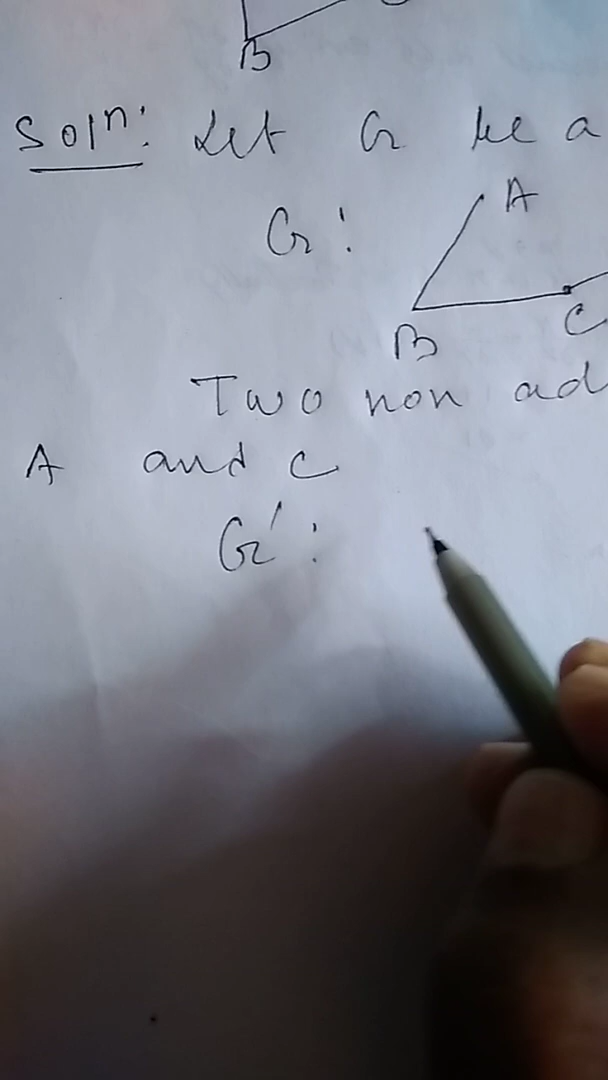 B
Soln: Let G be a
G: A
B C
Two non ad
A and C
G':